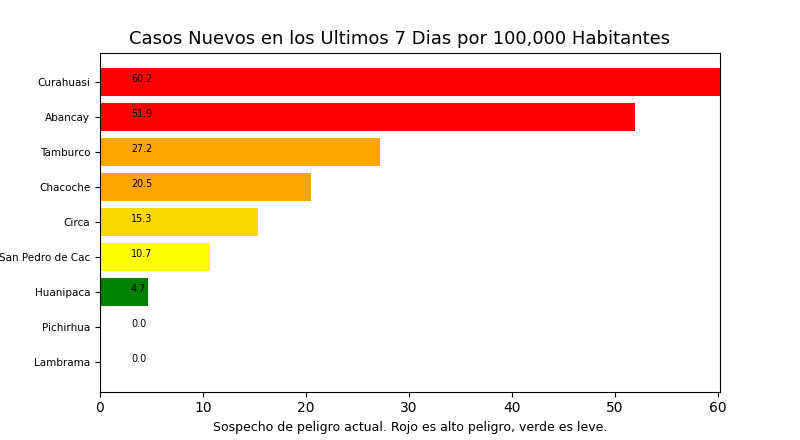 Casos Nuevos en los Ultimos 7 Dias por 100,000 Habitantes
Curahuasi 60.2
Abancay 51.9
Tamburco 27.2
Chacoche 20.5
Circa 15.3
San Pedro de Cac 10.7
Huanipaca 4.7
Pichirhua 0.0
Lambrama 0.0
0 10 20 30 40 50 60
Sospecho de peligro actual. Rojo es alto peligro, verde es leve.